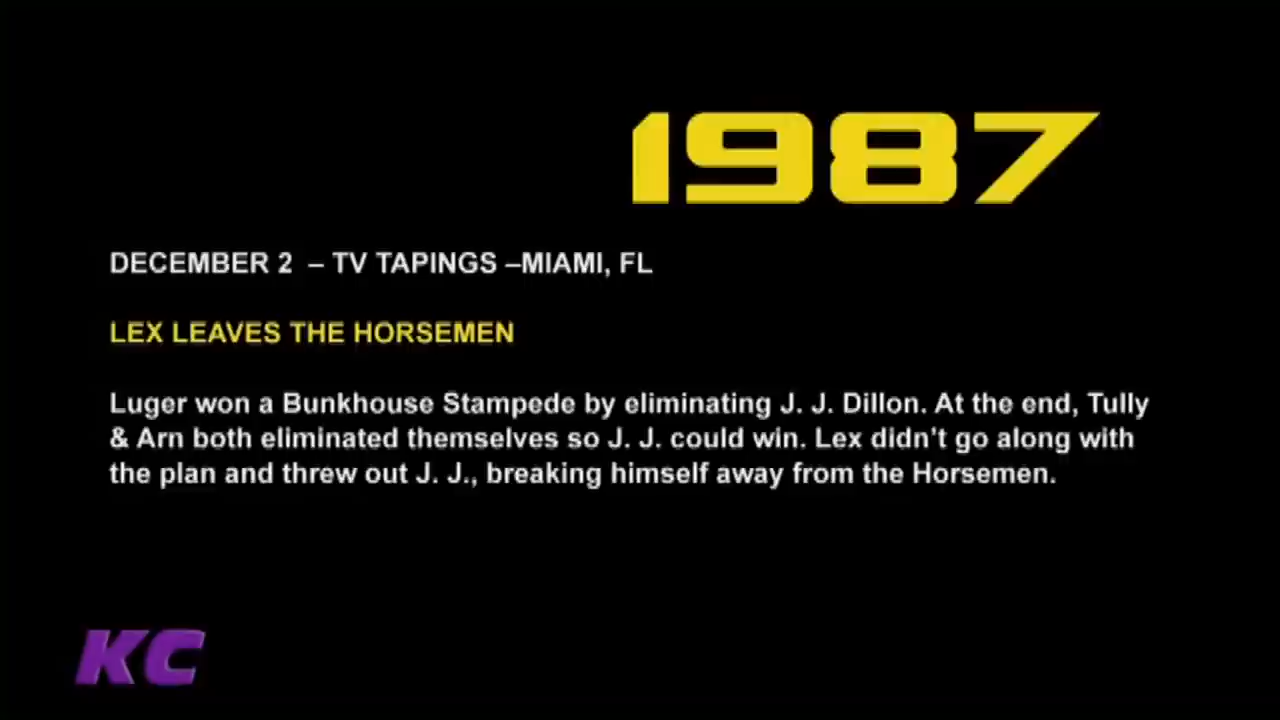 1987
DECEMBER 2 – TV TAPINGS –MIAMI, FL
LEX LEAVES THE HORSEMEN
Luger won a Bunkhouse Stampede by eliminating J. J. Dillon. At the end, Tully
& Arn both eliminated themselves so J. J. could win. Lex didn't go along with
the plan and threw out J. J., breaking himself away from the Horsemen.
KC